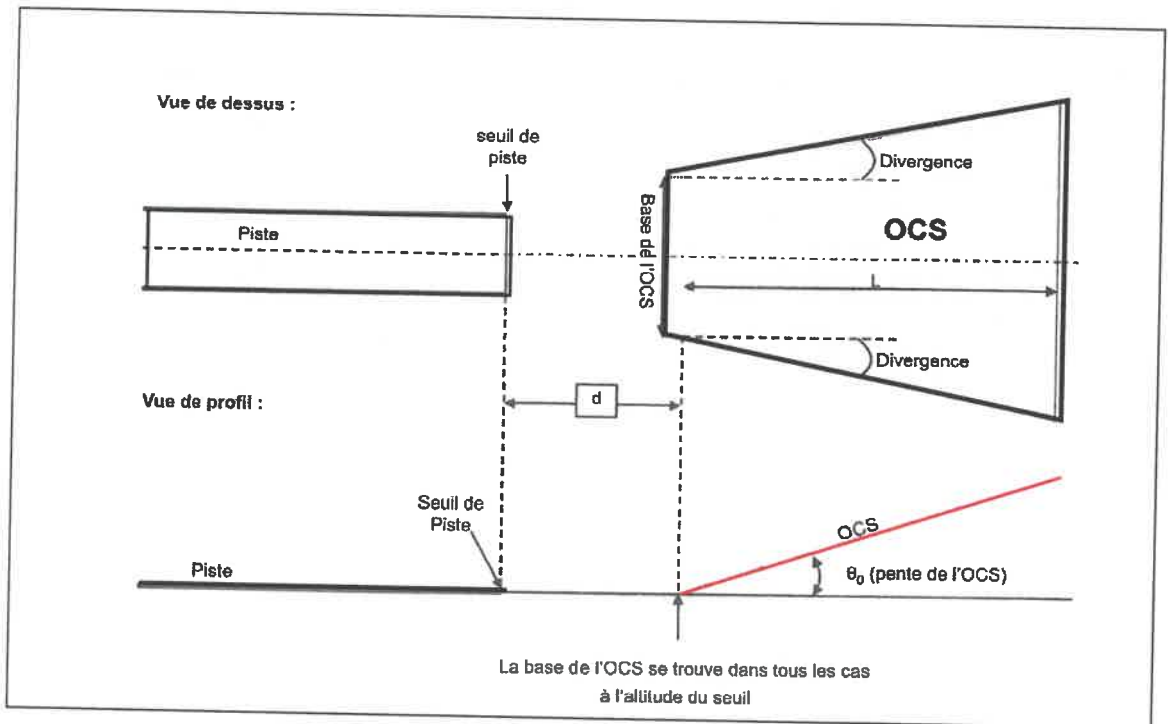 Vue de dessus :
seuil de
piste
Divergence
Piste
Base de l'OCS
OCS
L
Divergence
d
Vue de profil :
Seuil de
Piste
OCS
Piste
θ₀ (pente de l'OCS)
La base de l'OCS se trouve dans tous les cas
à l'altitude du seuil